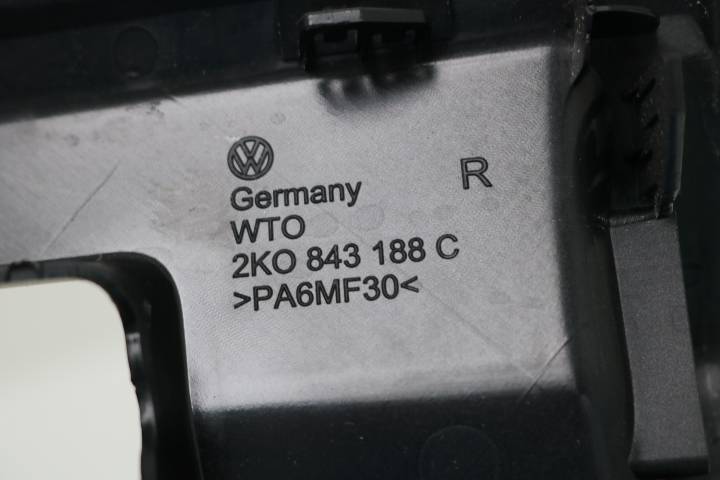 Germany
R
WTO
2K0 843 188 C
>PA6MF30<